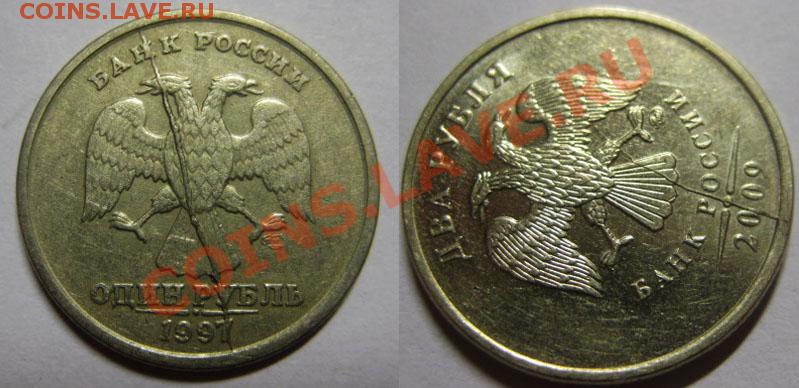 COINS.LAVE.RU
БАНК РОССИИ
ОДИН РУБЛЬ
М
1997
ДВА РУБЛЯ
БАНК РОССИИ
2009
COINS.LAVE.RU